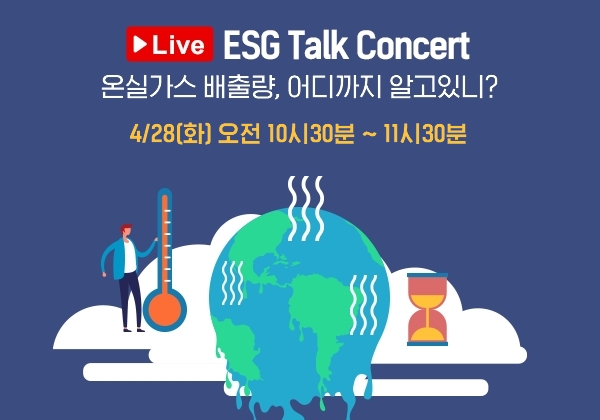 Live ESG Talk Concert
온실가스 배출량, 어디까지 알고있니?
4/28(화) 오전 10시30분 ~ 11시30분